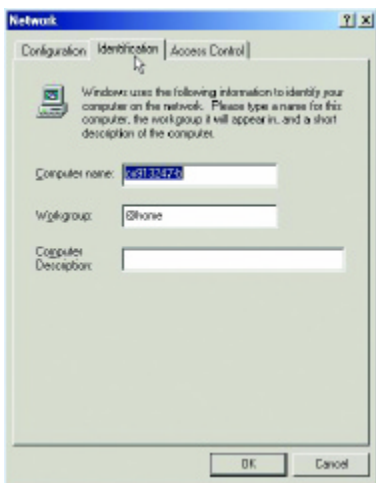 Network
Configuration Identification Access Control
Windows uses the following information to identify your
computer on the network. Please type a name for this
computer, the workgroup it will appear in, and a short
description of the computer.
Computer name:
Workgroup: @home
Computer
Description:
OK Cancel